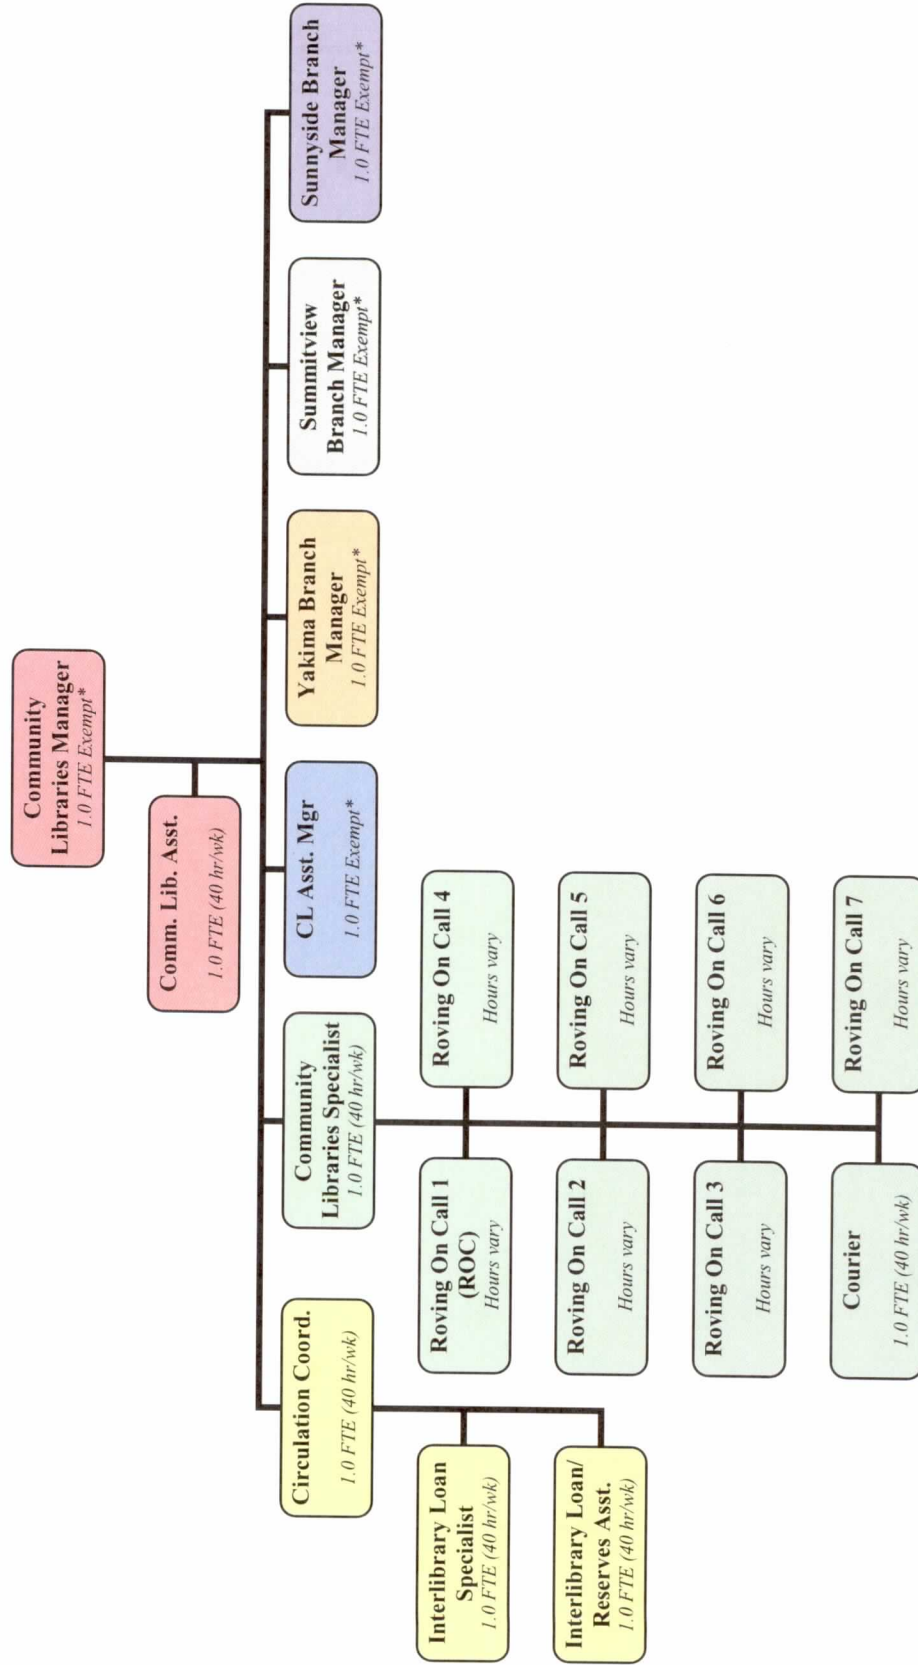 Community
Libraries Manager
1.0 FTE Exempt*
Comm. Lib. Asst.
1.0 FTE (40 hr/wk)
Circulation Coord.
1.0 FTE (40 hr/wk)
Community
Libraries Specialist
1.0 FTE (40 hr/wk)
CL Asst. Mgr
1.0 FTE Exempt*
Yakima Branch
Manager
1.0 FTE Exempt*
Summitview
Branch Manager
1.0 FTE Exempt*
Sunnyside Branch
Manager
1.0 FTE Exempt*
Interlibrary Loan
Specialist
1.0 FTE (40 hr/wk)
Interlibrary Loan/
Reserves Asst.
1.0 FTE (40 hr/wk)
Roving On Call 1
(ROC)
Hours vary
Roving On Call 4
Hours vary
Roving On Call 2
Hours vary
Roving On Call 5
Hours vary
Roving On Call 3
Hours vary
Roving On Call 6
Hours vary
Courier
1.0 FTE (40 hr/wk)
Roving On Call 7
Hours vary